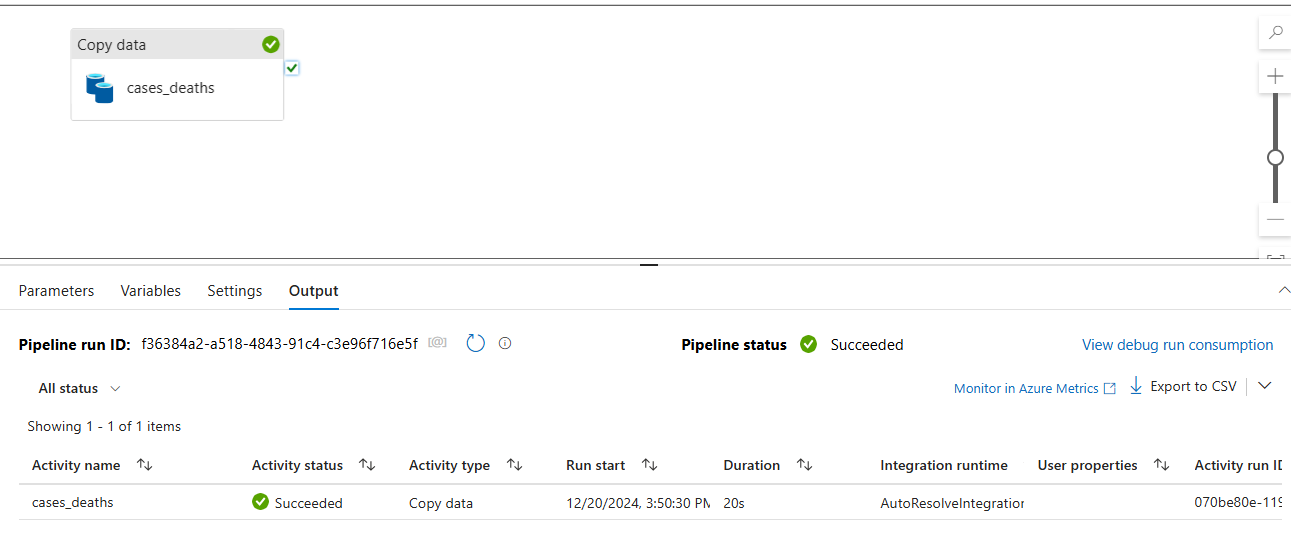 Copy data
cases_deaths
Parameters Variables Settings Output
Pipeline run ID: f36384a2-a518-4843-91c4-c3e96f716e5f [@] Pipeline status Succeeded View debug run consumption
All status Monitor in Azure Metrics Export to CSV
Showing 1 - 1 of 1 items
Activity name Activity status Activity type Run start Duration Integration runtime User properties Activity run ID
cases_deaths Succeeded Copy data 12/20/2024, 3:50:30 PM 20s AutoResolveIntegration 070be80e-119